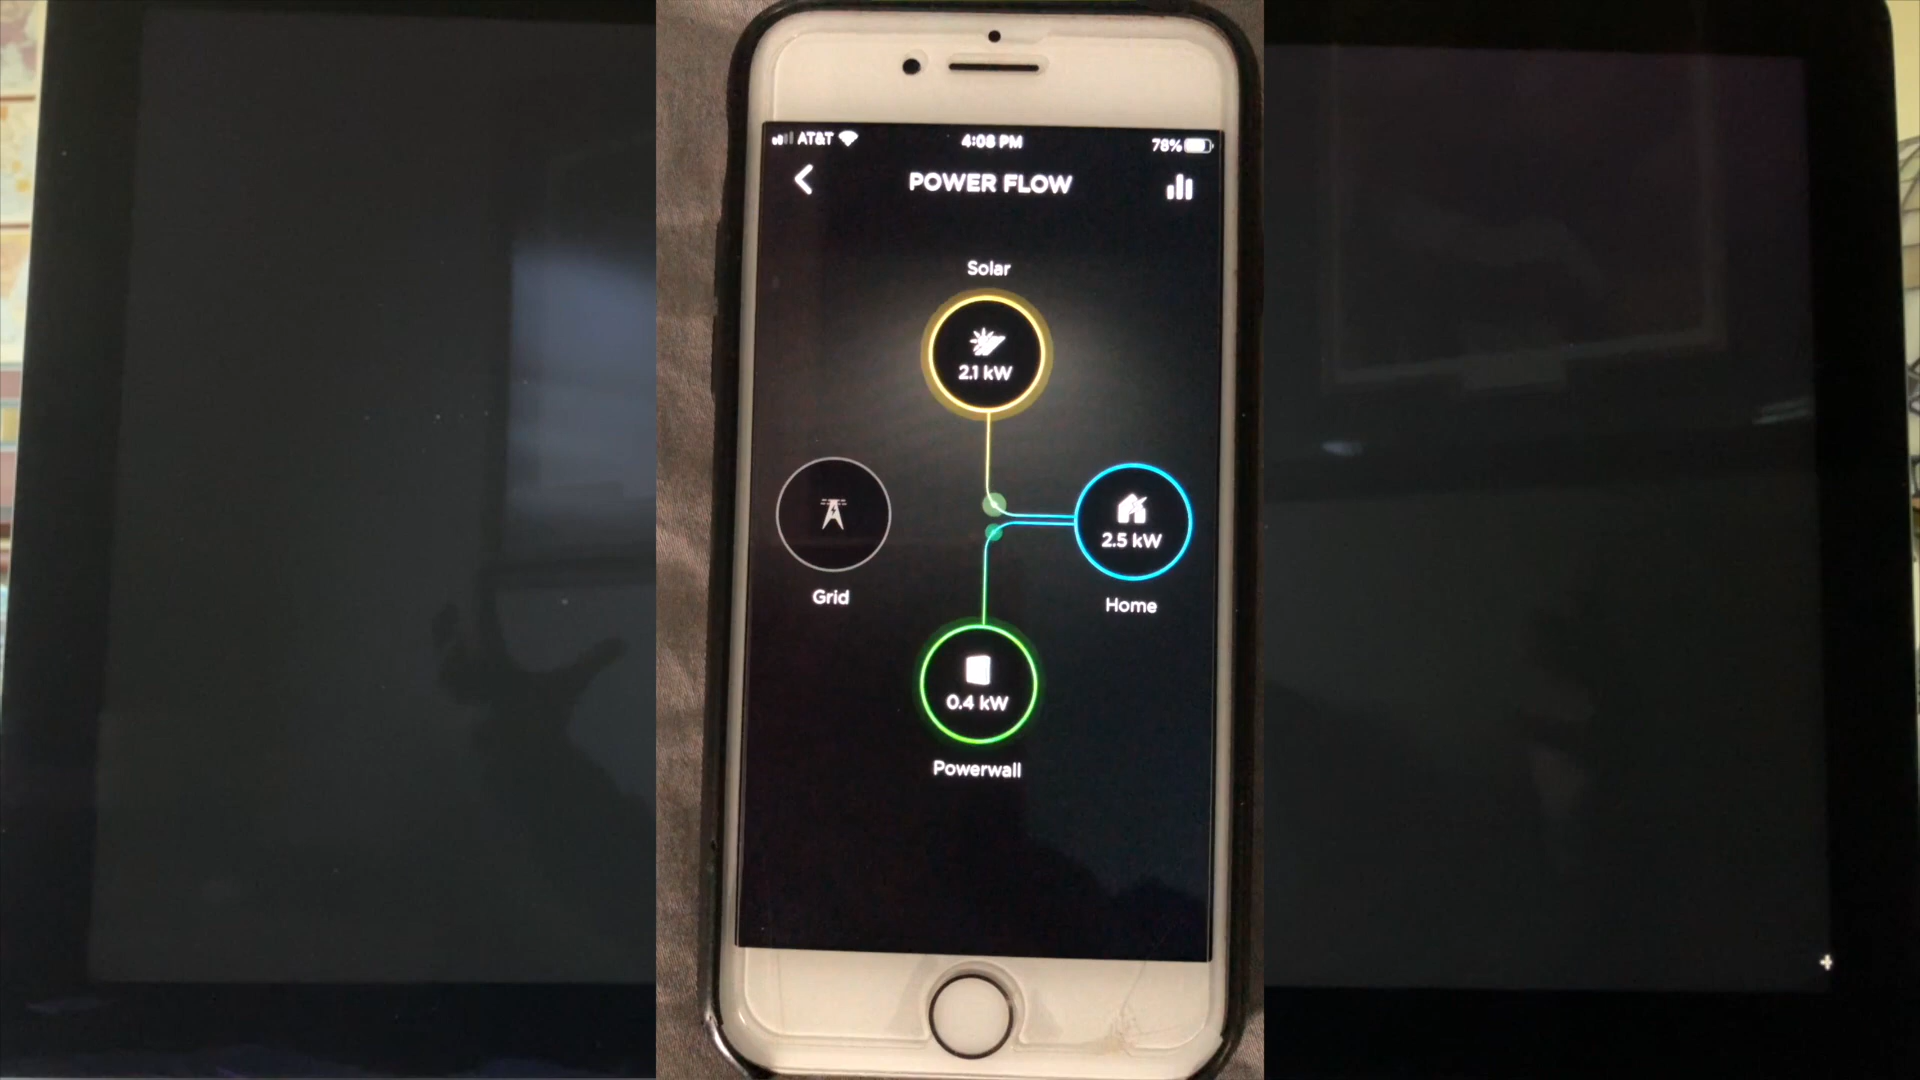 AT&T 4:08 PM 78%
POWER FLOW
Solar
2.1 kW
2.5 kW
Grid
Home
0.4 kW
Powerwall